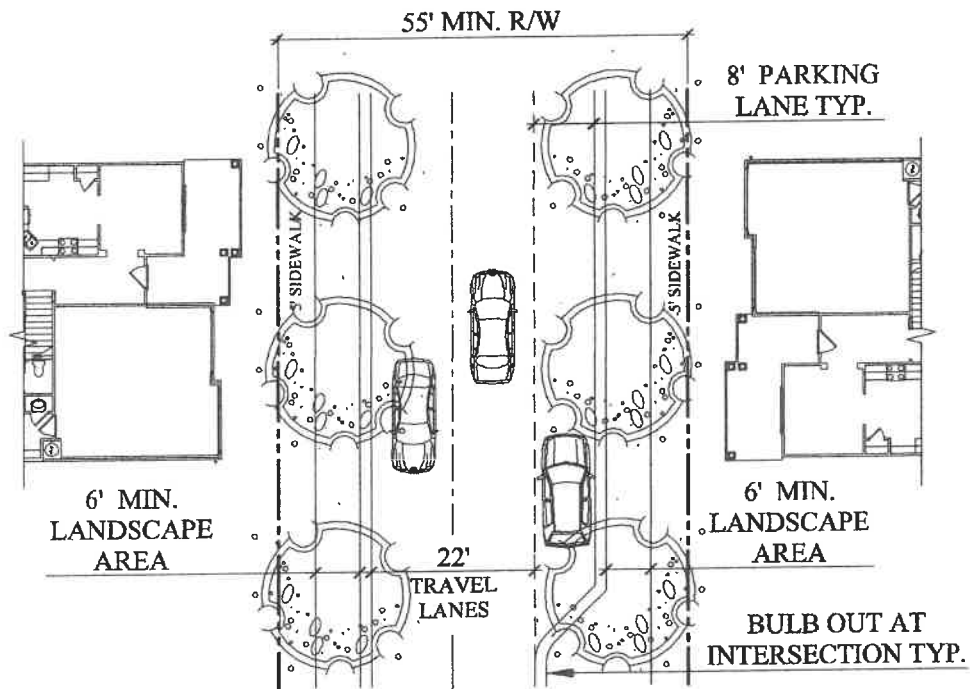 55' MIN. R/W
8' PARKING
LANE TYP.
5' SIDEWALK
5' SIDEWALK
6' MIN.
LANDSCAPE
AREA
22'
TRAVEL
LANES
6' MIN.
LANDSCAPE
AREA
BULB OUT AT
INTERSECTION TYP.